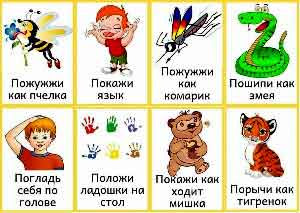 Пожужжи
как пчелка
Покажи
язык
Пожужжи
как
комарик
Пошипи как
змея
Погладь
себя по
голове
Положи
ладошки на
стол
Покажи как
ходит
мишка
Порычи как
тигренок